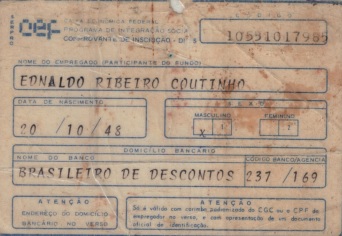 CEF CAIXA ECONÔMICA FEDERAL
PROGRAMA DE INTEGRAÇÃO SOCIAL
COMPROVANTE DE INSCRIÇÃO
10551017985
NOME DO EMPREGADO (PARTICIPANTE DO FUNDO)
EDNALDO RIBEIRO COUTINHO
DATA DE NASCIMENTO
SEXO
MASCULINO FEMININO
20 /10 /48
X
DOMICÍLIO BANCÁRIO
NOME DO BANCO CÓDIGO BANCO/AGENCIA
BRASILEIRO DE DESCONTOS 237 /169
ATENÇÃO
ENDEREÇO DO DOMICÍLIO
BANCÁRIO NO VERSO
ATENÇÃO
Só é válido com carimbo padronizado do CGC ou e CPF do
empregador no verso, e com apresentação de um documento
oficial de identificação.